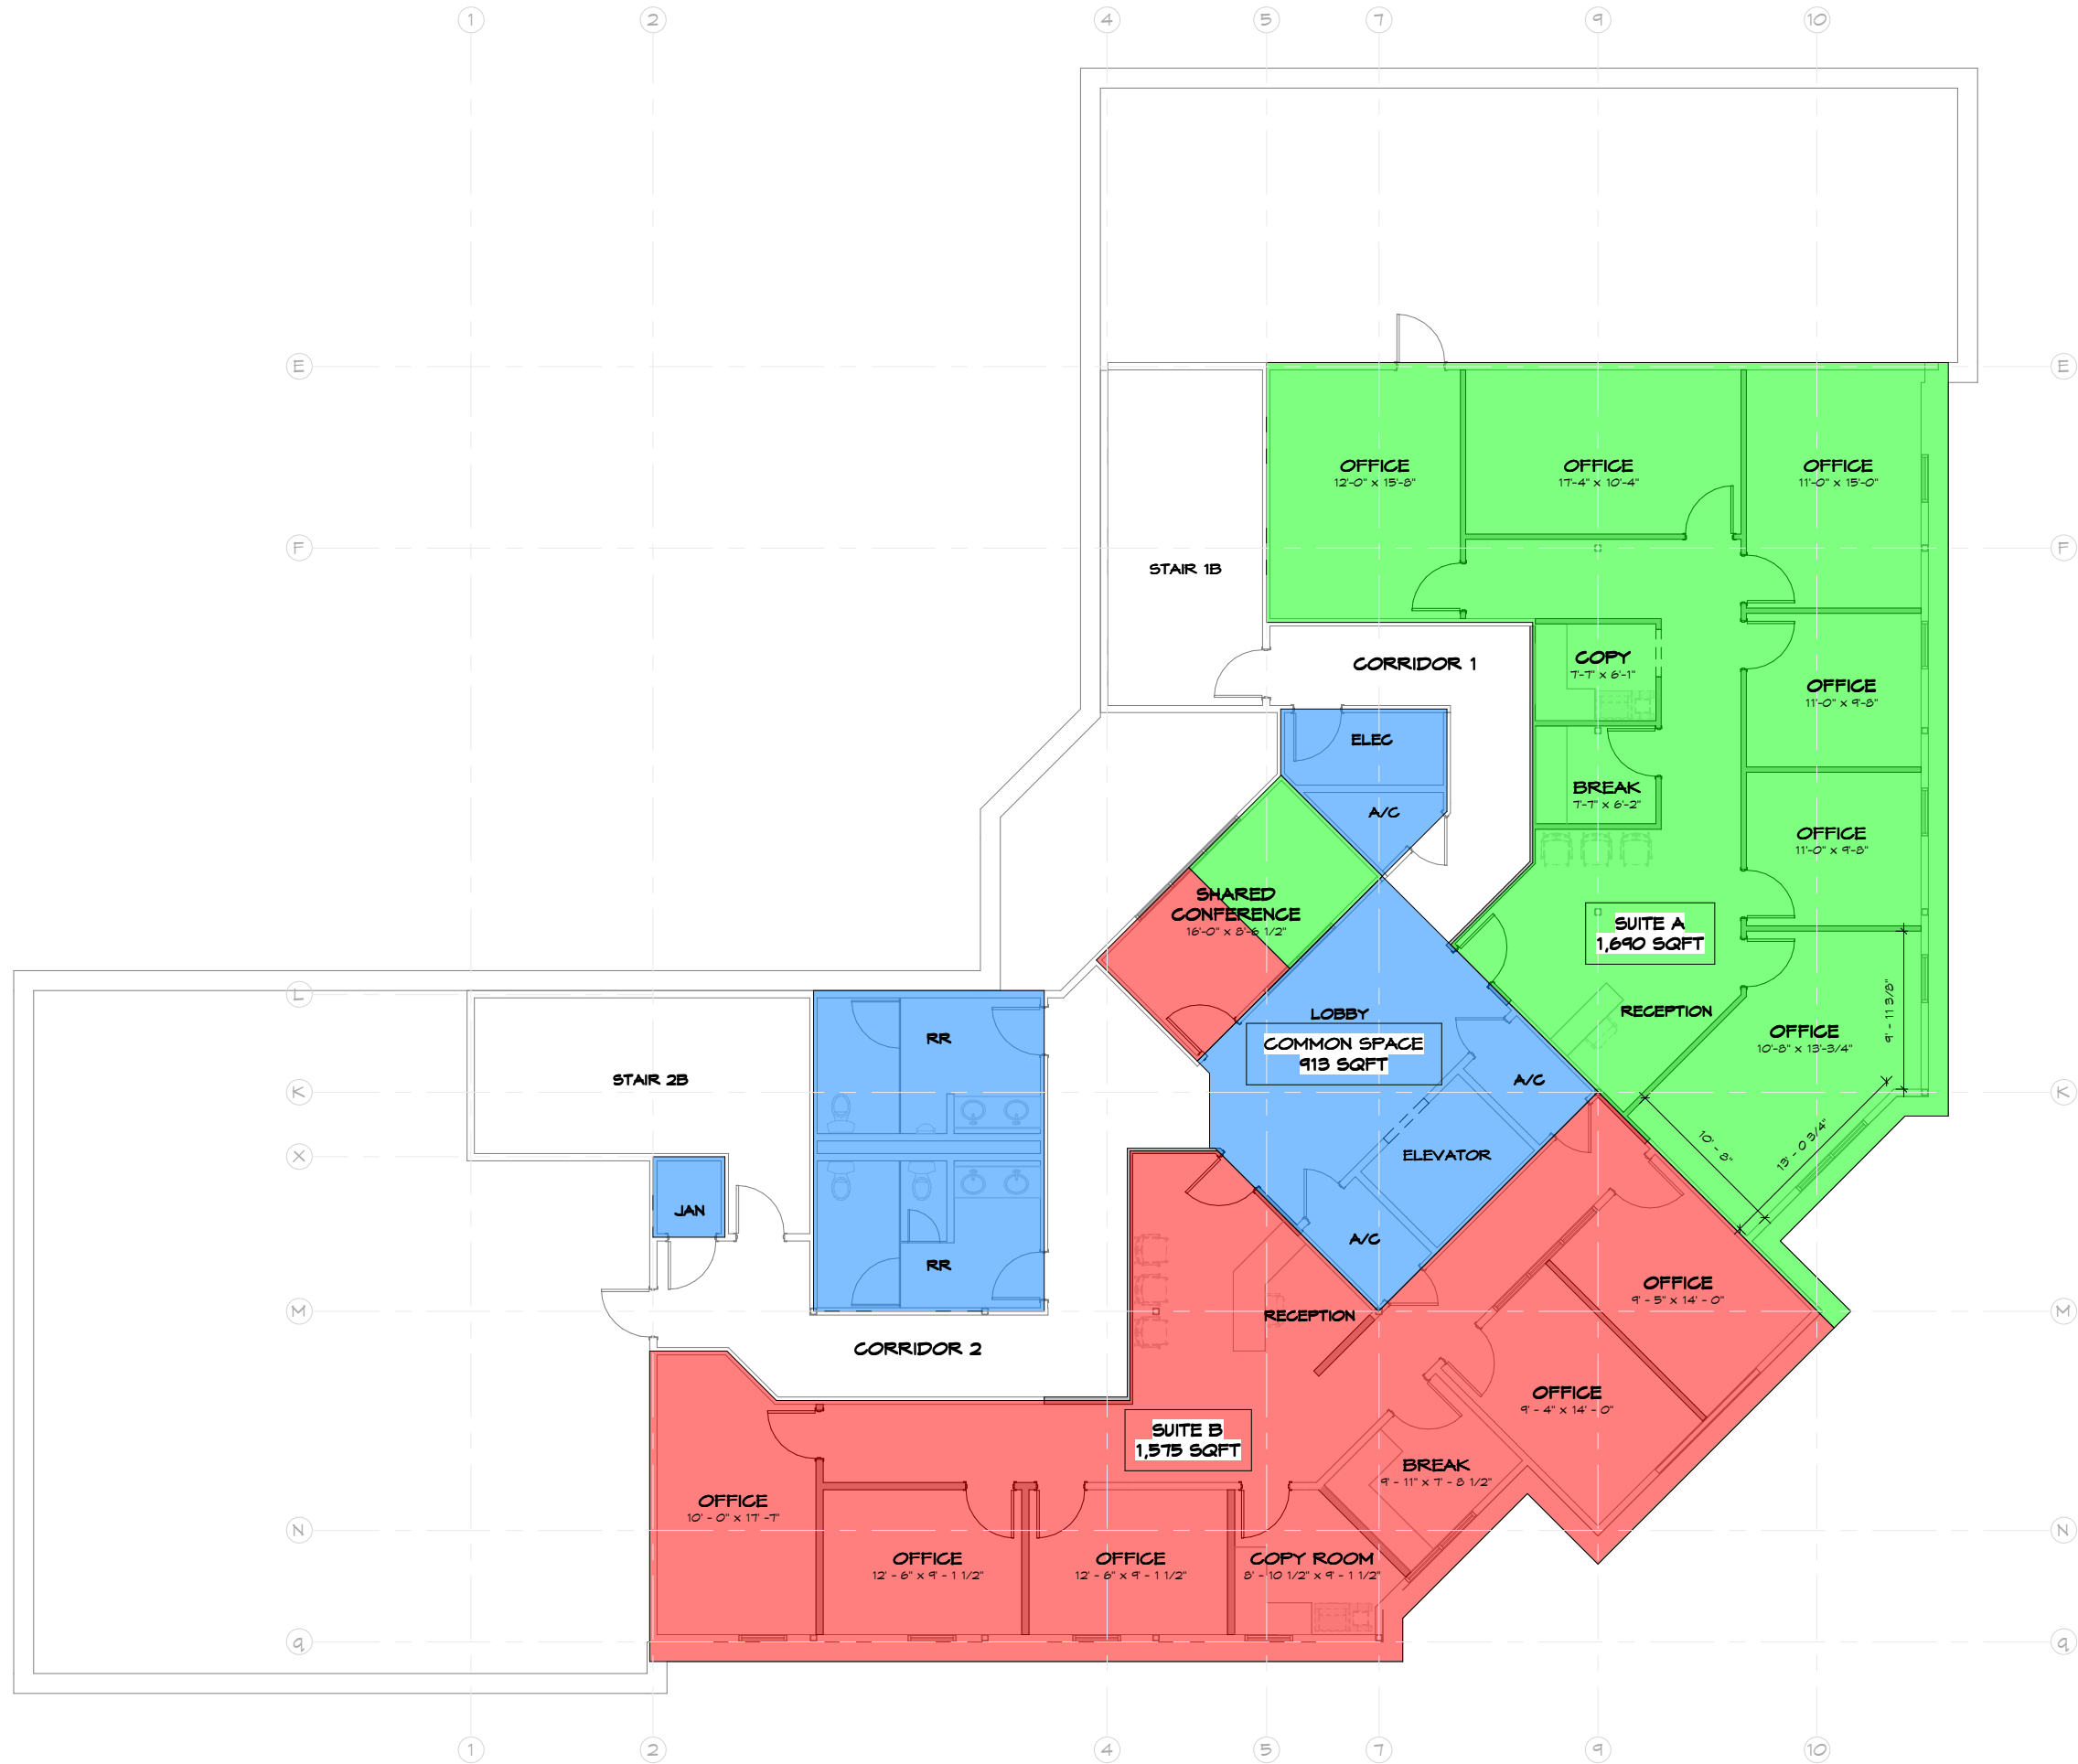 1 2 4 5 7 9 10
E E
OFFICE OFFICE OFFICE
12'-0" x 15'-8" 17'-4" x 10'-4" 11'-0" x 15'-0"
F F
STAIR 1B
CORRIDOR 1
COPY
7'-7" x 6'-1"
OFFICE
11'-0" x 9'-8"
ELEC
BREAK
7'-7" x 6'-2"
A/C
OFFICE
11'-0" x 9'-8"
SHARED
CONFERENCE
16'-0" x 8'-6 1/2"
SUITE A
1,690 SQFT
L L
LOBBY
RECEPTION
9' - 11 3/8"
COMMON SPACE
913 SQFT
OFFICE
10'-8" x 13'-3/4"
RR
STAIR 2B
A/C
K K
10' - 8"
13' - 0 3/4"
X X
ELEVATOR
JAN
A/C
RR
OFFICE
9' - 5" x 14' - 0"
M M
RECEPTION
CORRIDOR 2
OFFICE
9' - 4" x 14' - 0"
SUITE B
1,575 SQFT
BREAK
9' - 11" x 7' - 8 1/2"
OFFICE
10' - 0" x 17' -7"
N N
OFFICE OFFICE COPY ROOM
12' - 6" x 9' - 1 1/2" 12' - 6" x 9' - 1 1/2" 8' - 10 1/2" x 9' - 1 1/2"
q q
1 2 4 5 7 9 10